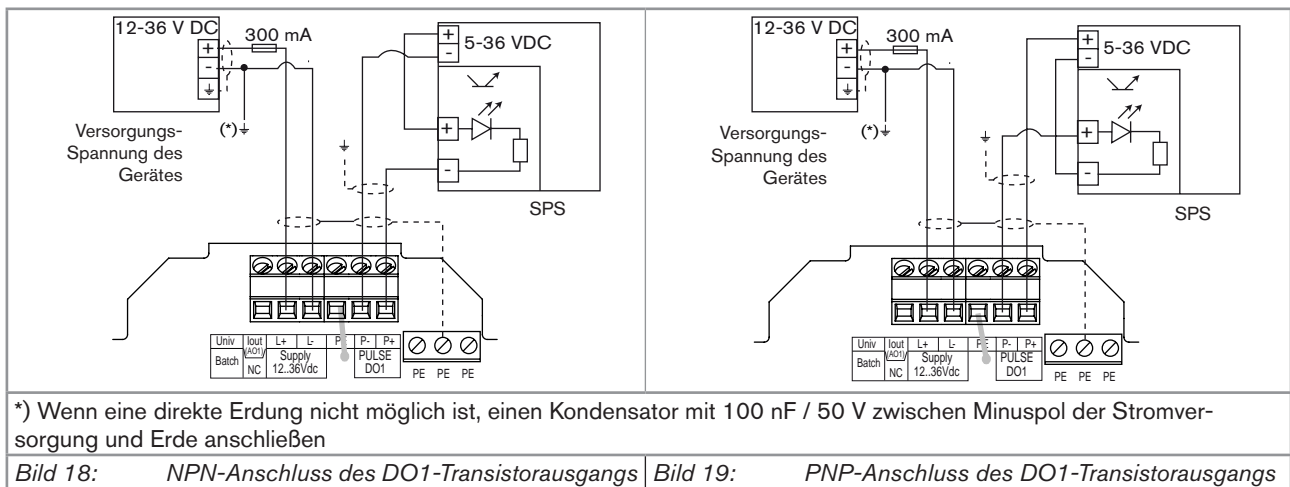 12-36 V DC
+
-
300 mA
(*)
Versorgungs-
Spannung des
Gerätes
+
-
5-36 VDC
+
-
SPS
Univ Iout (AO1) L+ L- PE P- P+
Batch NC Supply 12..36Vdc PULSE DO1
PE PE PE
12-36 V DC
+
-
300 mA
(*)
Versorgungs-
Spannung des
Gerätes
+
-
5-36 VDC
+
-
SPS
Univ Iout (AO1) L+ L- PE P- P+
Batch NC Supply 12..36Vdc PULSE DO1
PE PE PE
*) Wenn eine direkte Erdung nicht möglich ist, einen Kondensator mit 100 nF / 50 V zwischen Minuspol der Stromver-
sorgung und Erde anschließen
Bild 18: NPN-Anschluss des DO1-Transistorausgangs
Bild 19: PNP-Anschluss des DO1-Transistorausgangs